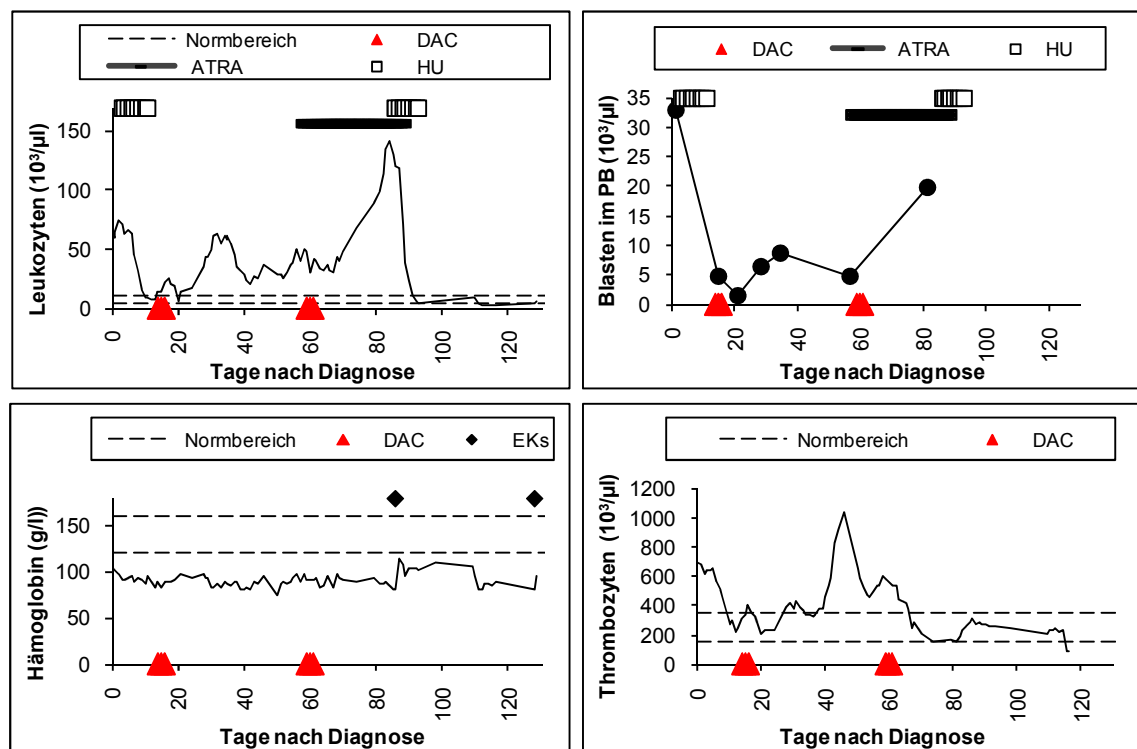 Normbereich DAC
ATRA HU
Leukozyten (10³/µl)
150
100
50
0
0 20 40 60 80 100 120
Tage nach Diagnose
DAC ATRA HU
Blasten im PB (10³/µl)
35
30
25
20
15
10
5
0
0 20 40 60 80 100 120
Tage nach Diagnose
Normbereich DAC EKs
Hämoglobin (g/l)
150
100
50
0
0 20 40 60 80 100 120
Tage nach Diagnose
Normbereich DAC
Thrombozyten (10³/µl)
1200
1000
800
600
400
200
0
0 20 40 60 80 100 120
Tage nach Diagnose